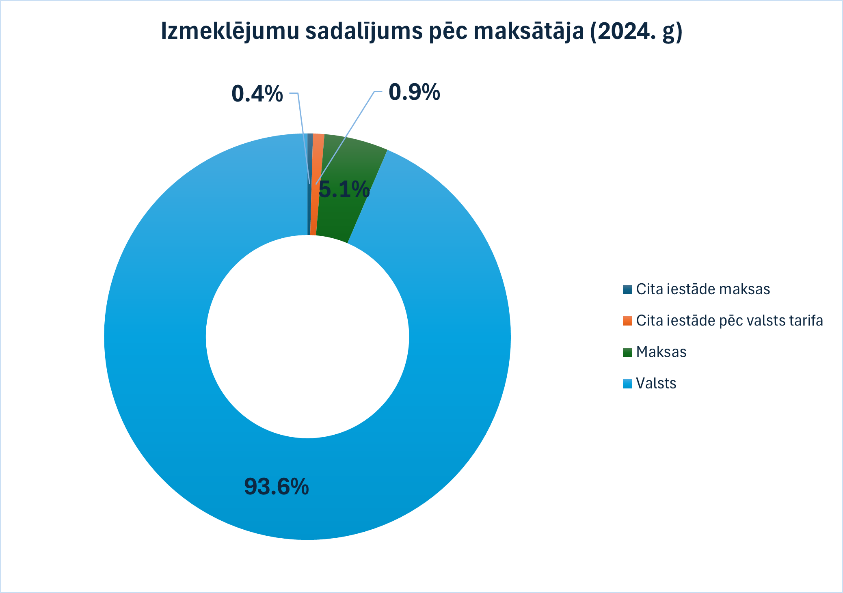 Izmeklējumu sadalījums pēc maksātāja (2024. g)
0.4%
0.9%
5.1%
93.6%
Cita iestāde maksas
Cita iestāde pēc valsts tarifa
Maksas
Valsts